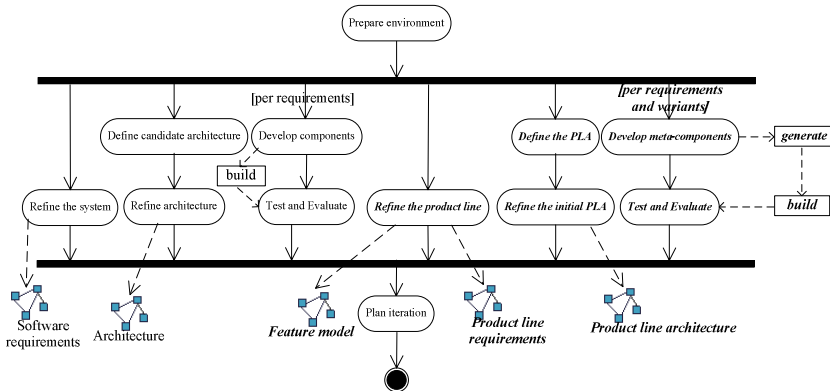 Prepare environment
[per requirements]
[per requirements
and variants]
Define candidate architecture
Develop components
Define the PLA
Develop meta-components
generate
build
Refine the system
Refine architecture
Test and Evaluate
Refine the product line
Refine the initial PLA
Test and Evaluate
build
Software
requirements
Architecture
Feature model
Plan iteration
Product line
requirements
Product line architecture